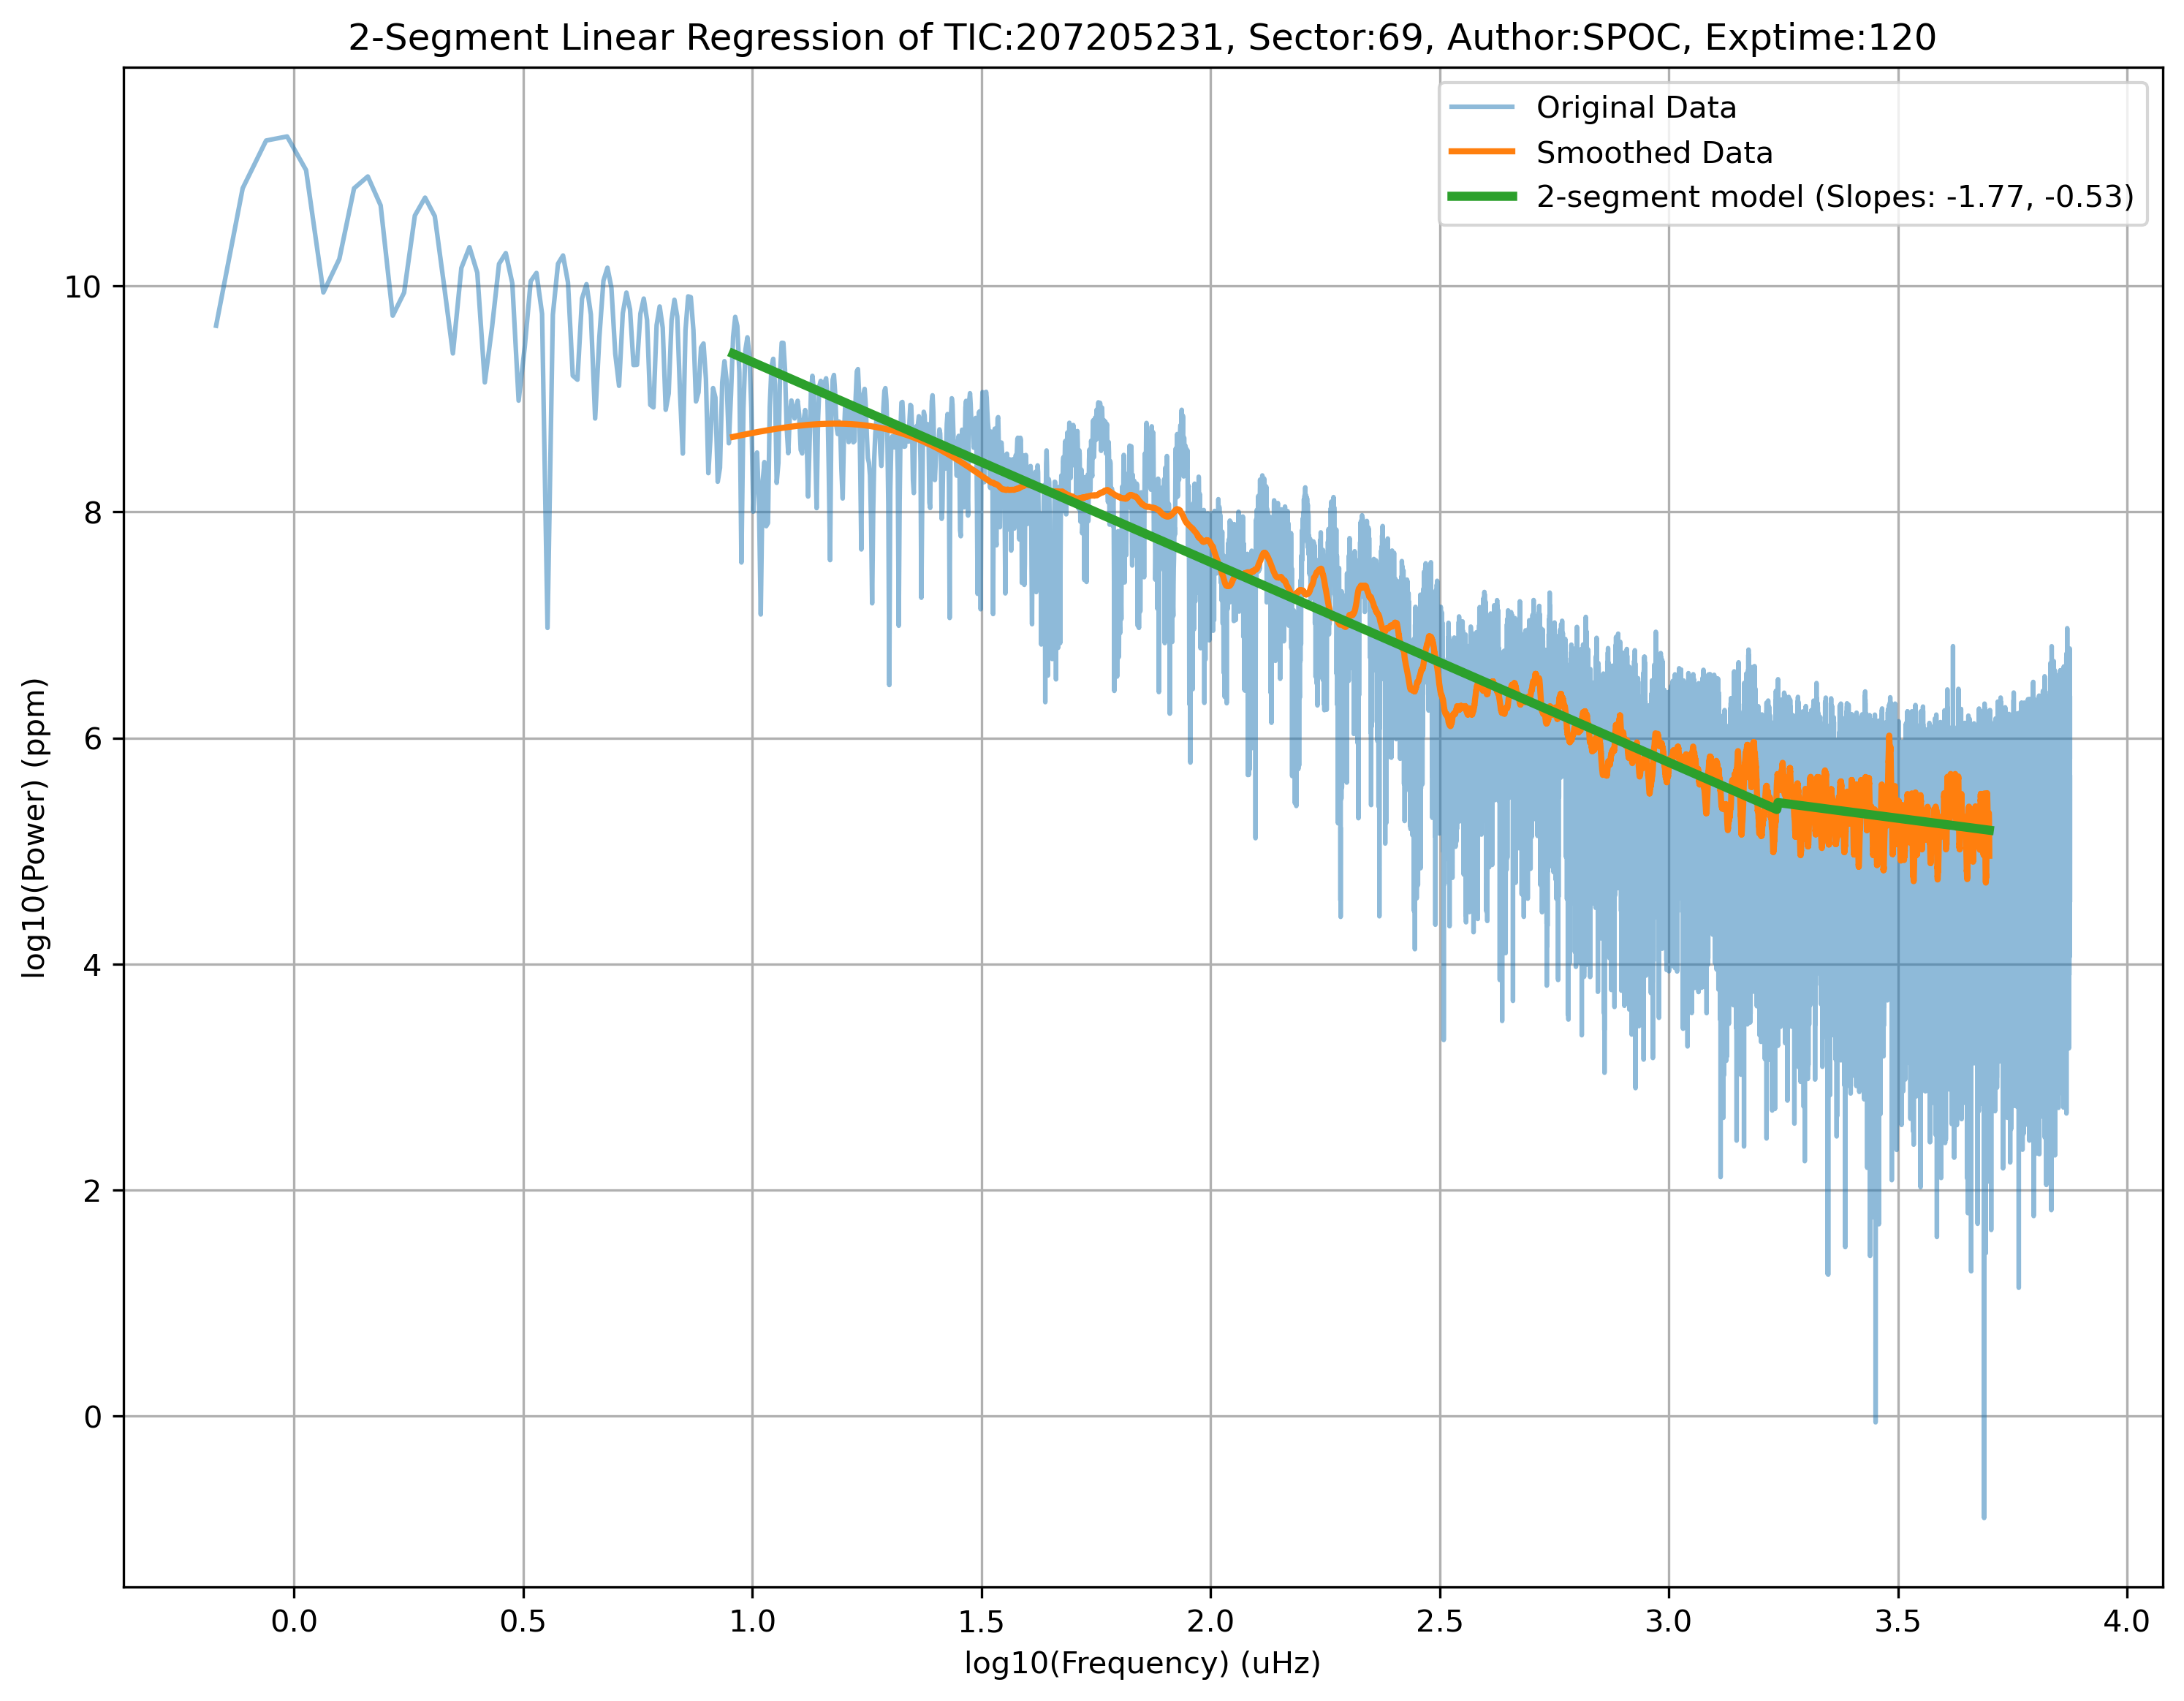 2-Segment Linear Regression of TIC:207205231, Sector:69, Author:SPOC, Exptime:120
Original Data
Smoothed Data
2-segment model (Slopes: -1.77, -0.53)
log10(Power) (ppm)
10
8
6
4
2
0
0.0 0.5 1.0 1.5 2.0 2.5 3.0 3.5 4.0
log10(Frequency) (uHz)